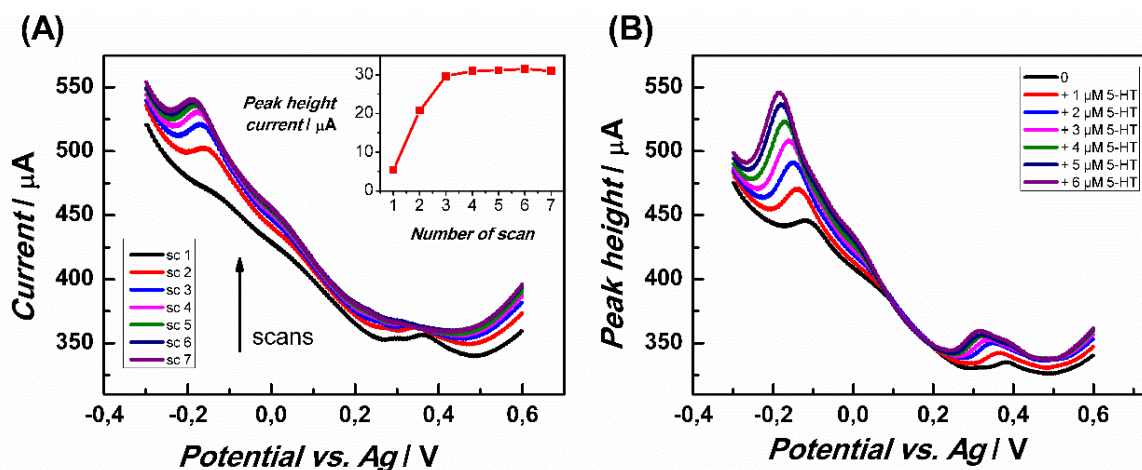 (A)
Current / µA
550
500
450
400
350
-0,4
-0,2
0,0
0,2
0,4
0,6
Potential vs. Ag / V
sc 1
sc 2
sc 3
sc 4
sc 5
sc 6
sc 7
scans
Peak height
current / µA
30
20
10
0
1 2 3 4 5 6 7
Number of scan
(B)
Peak height / µA
550
500
450
400
350
-0,4
-0,2
0,0
0,2
0,4
0,6
Potential vs. Ag / V
0
+ 1 µM 5-HT
+ 2 µM 5-HT
+ 3 µM 5-HT
+ 4 µM 5-HT
+ 5 µM 5-HT
+ 6 µM 5-HT